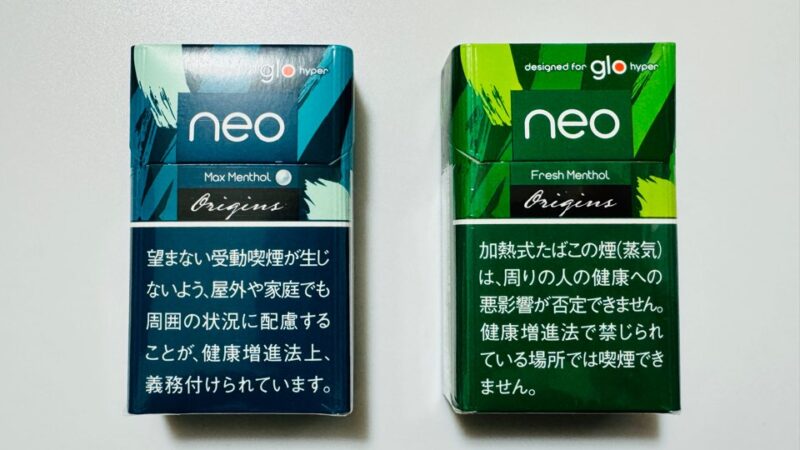 glo hyper
neo
Max Menthol
Origins
望まない受動喫煙が生じ
ないよう、屋外や家庭でも
周囲の状況に配慮する
ことが、健康増進法上、
義務付けられています。
designed for glo hyper
neo
Fresh Menthol
Origins
加熱式たばこの煙(蒸気)
は、周りの人の健康への
悪影響が否定できません。
健康増進法で禁じられ
ている場所では喫煙でき
ません。